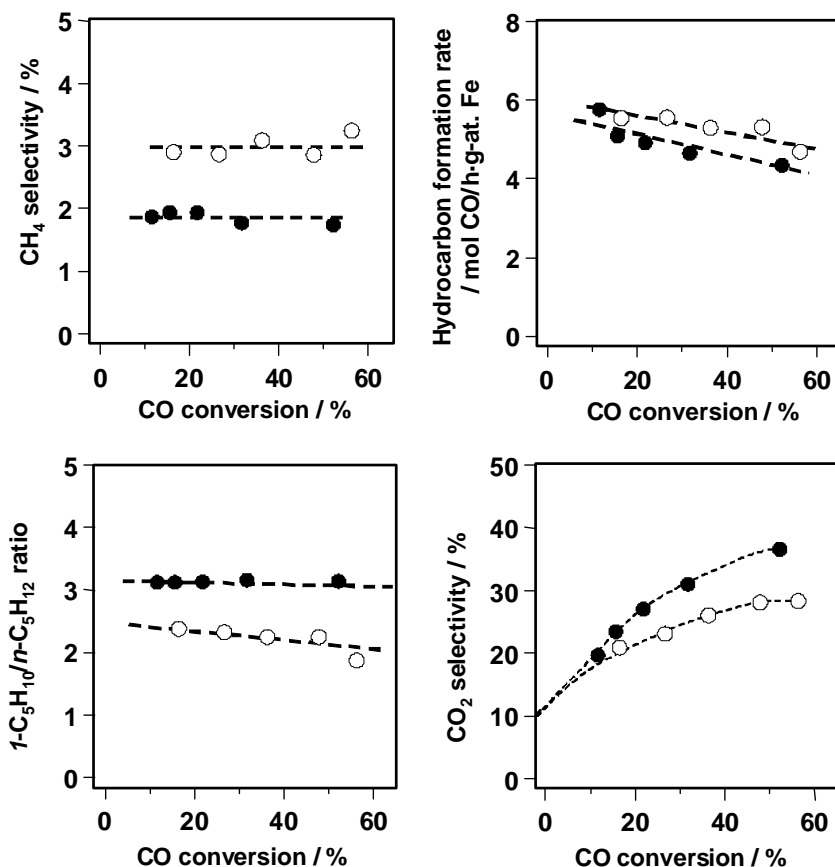 5
4
3
2
1
0
CH₄ selectivity / %
0 20 40 60
CO conversion / %
8
6
4
2
0
Hydrocarbon formation rate
/ mol CO/h·g-at. Fe
0 20 40 60
CO conversion / %
5
4
3
2
1
0
1-C₅H₁₀/n-C₅H₁₂ ratio
0 20 40 60
CO conversion / %
50
40
30
20
10
0
CO₂ selectivity / %
0 20 40 60
CO conversion / %